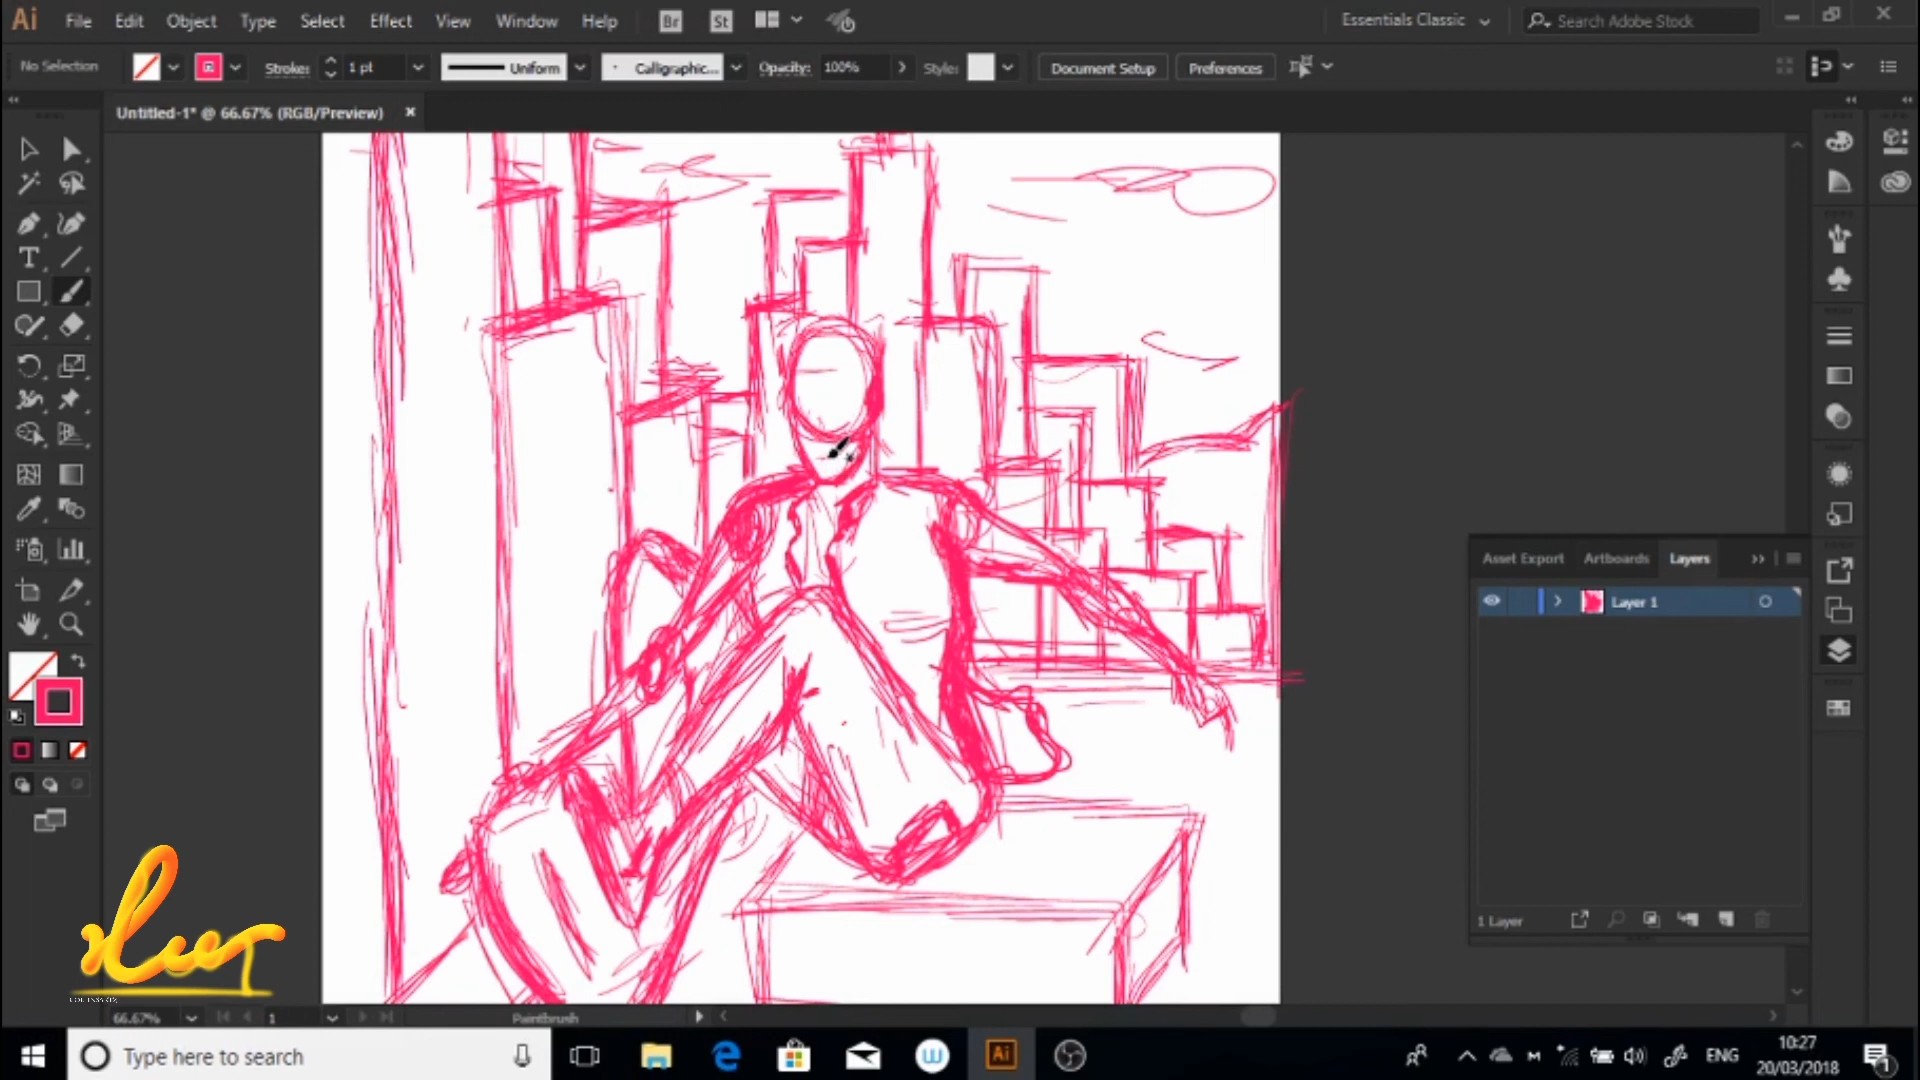 Ai File Edit Object Type Select Effect View Window Help Br St Essentials Classic Search Adobe Stock
No Selection Stroke: 1 pt Uniform Calligraphic... Opacity: 100% Style: Document Setup Preferences
Untitled-1* @ 66.67% (RGB/Preview)
Asset Export Artboards Layers
Layer 1
1 Layer
66.67% 1 Paintbrush
Type here to search
Ai
ENG
10:27
20/03/2018
1